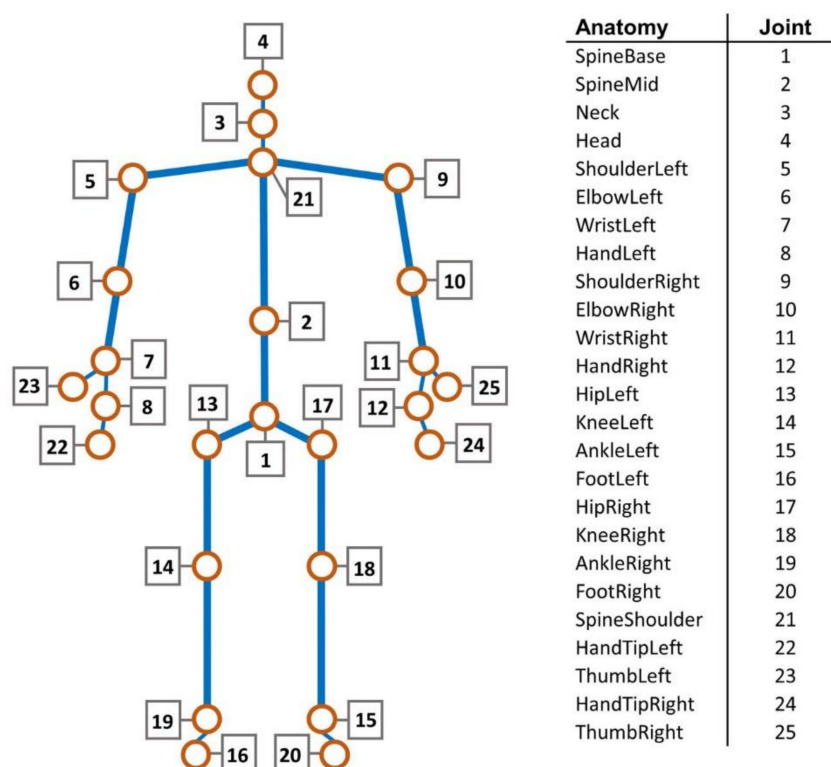 4
3
5
9
21
6
10
2
7
11
23
25
8
12
13
17
22
24
1
14
18
19
15
16
20
Anatomy Joint
SpineBase 1
SpineMid 2
Neck 3
Head 4
ShoulderLeft 5
ElbowLeft 6
WristLeft 7
HandLeft 8
ShoulderRight 9
ElbowRight 10
WristRight 11
HandRight 12
HipLeft 13
KneeLeft 14
AnkleLeft 15
FootLeft 16
HipRight 17
KneeRight 18
AnkleRight 19
FootRight 20
SpineShoulder 21
HandTipLeft 22
ThumbLeft 23
HandTipRight 24
ThumbRight 25